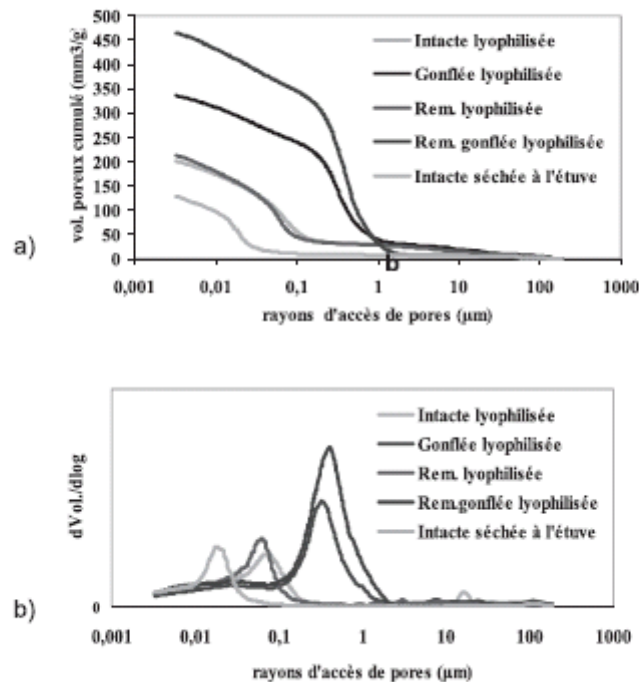 a)
vol. poreux cumulé (mm3/g)
500
450
400
350
300
250
200
150
100
50
0
Intacte lyophilisée
Gonflée lyophilisée
Rem. lyophilisée
Rem. gonflée lyophilisée
Intacte séchée à l'étuve
b
0,001 0,01 0,1 1 10 100 1000
rayons d'accès de pores (µm)
b)
dVol./dlog
0
Intacte lyophilisée
Gonflée lyophilisée
Rem. lyophilisée
Rem.gonflée lyophilisée
Intacte séchée à l'étuve
0,001 0,01 0,1 1 10 100 1000
rayons d'accès de pores (µm)